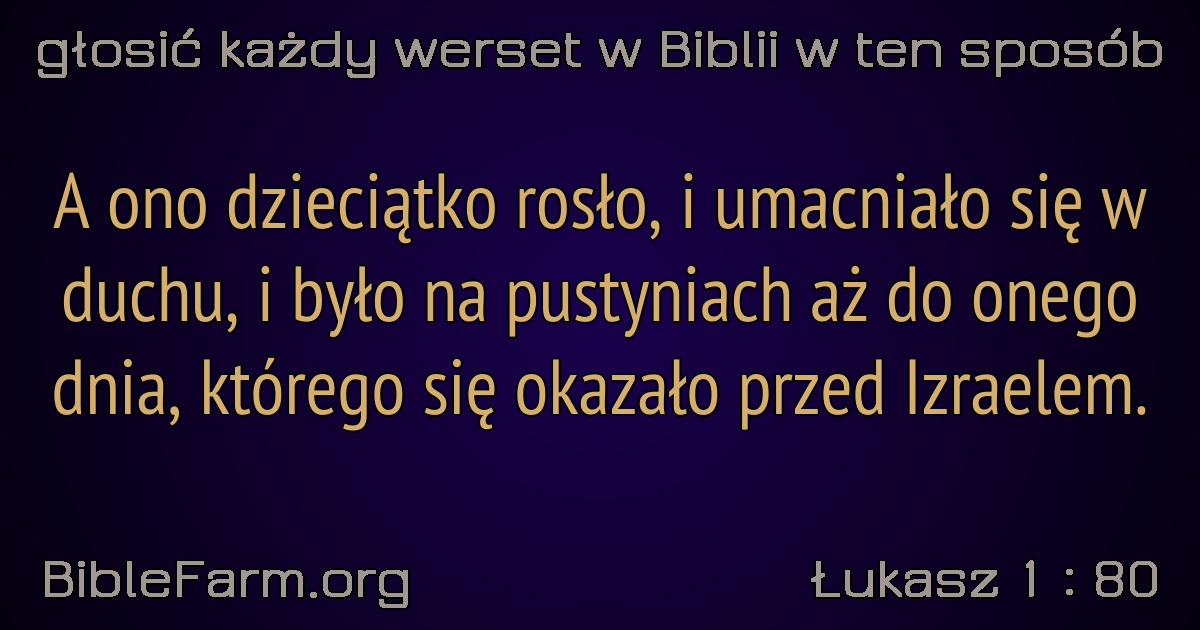 głosić każdy werset w Biblii w ten sposób
A ono dzieciątko rosło, i umacniało się w
duchu, i było na pustyniach aż do onego
dnia, którego się okazało przed Izraelem.
BibleFarm.org
Łukasz 1 : 80